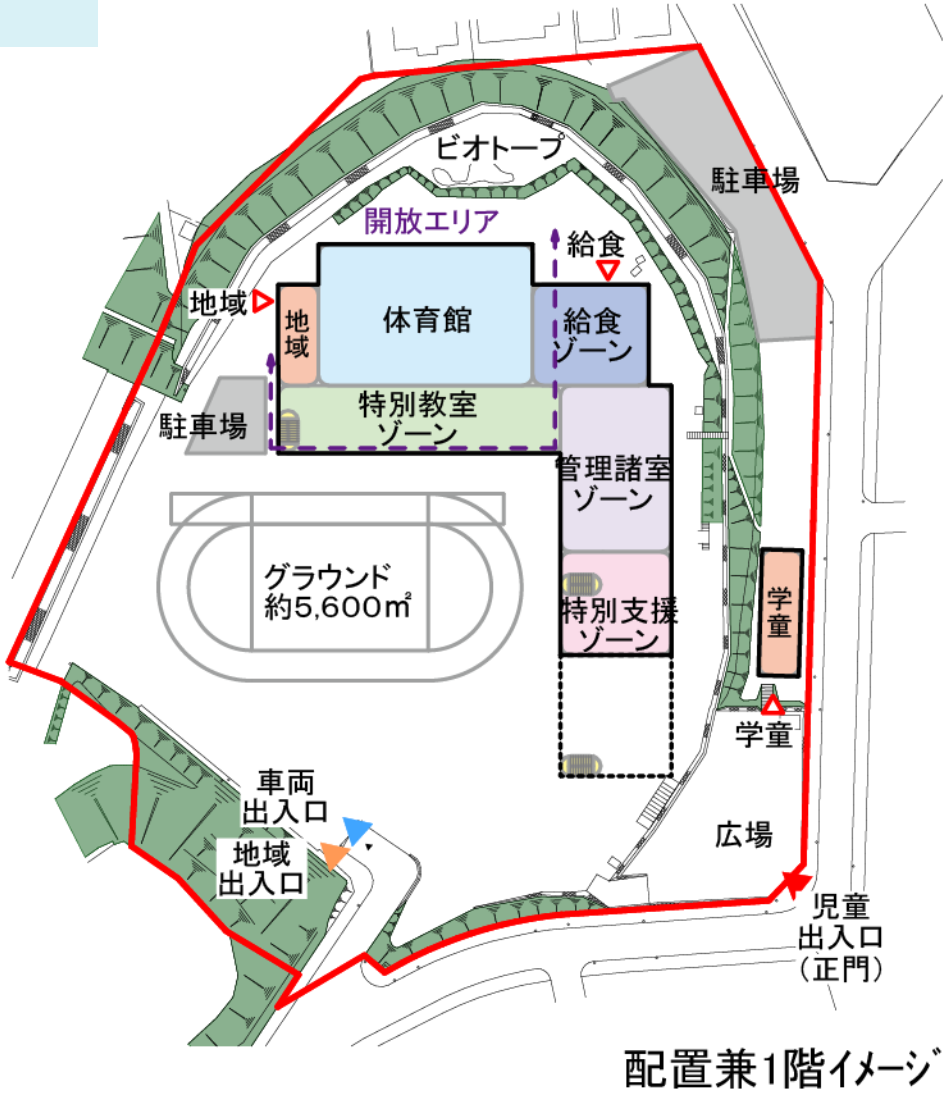 ビオトープ
駐車場
開放エリア
給食
地域
地域
体育館
給食
ゾーン
特別教室
ゾーン
駐車場
管理諸室
ゾーン
グラウンド
約5,600㎡
特別支援
ゾーン
学童
学童
車両
出入口
地域
出入口
広場
児童
出入口
(正門)
配置兼1階イメージ